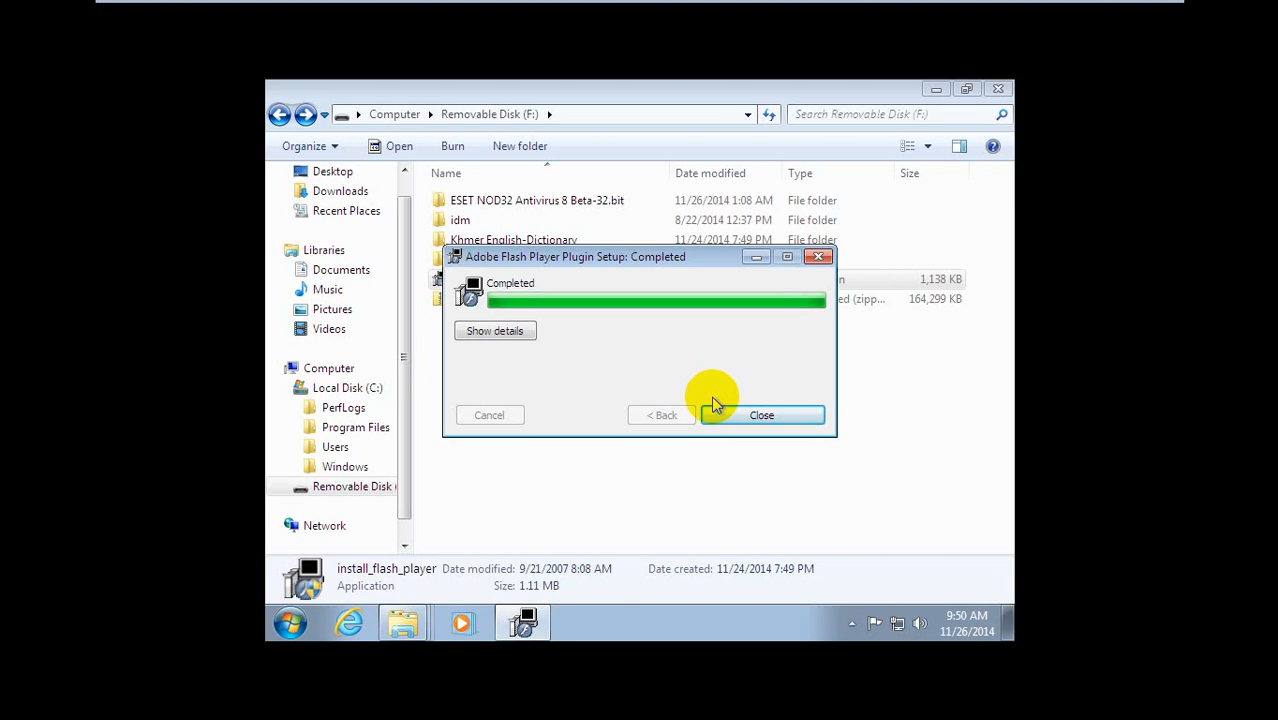 Computer Removable Disk (F:) Search Removable Disk (F:)
Organize Open Burn New folder
Name Date modified Type Size
Desktop
Downloads
Recent Places
Libraries
Documents
Music
Pictures
Videos
Computer
Local Disk (C:)
PerfLogs
Program Files
Users
Windows
Removable Disk (
Network
ESET NOD32 Antivirus 8 Beta-32.bit 11/26/2014 1:08 AM File folder
idm 8/22/2014 12:37 PM File folder
Khmer English-Dictionary 11/24/2014 7:49 PM File folder
1,138 KB
ed (zipp... 164,299 KB
Adobe Flash Player Plugin Setup: Completed
Completed
Show details
Cancel < Back Close
install_flash_player Date modified: 9/21/2007 8:08 AM Date created: 11/24/2014 7:49 PM
Application Size: 1.11 MB
9:50 AM
11/26/2014